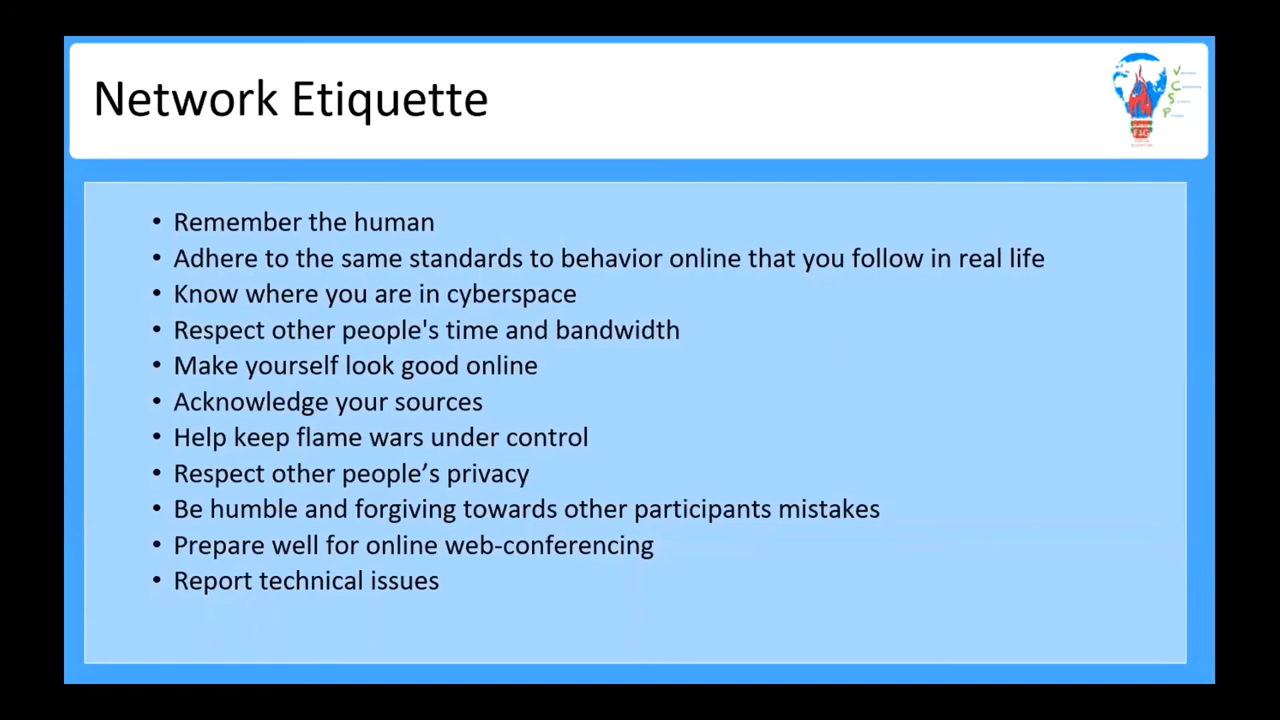 Network Etiquette
V
C
S
P
• Remember the human
• Adhere to the same standards to behavior online that you follow in real life
• Know where you are in cyberspace
• Respect other people's time and bandwidth
• Make yourself look good online
• Acknowledge your sources
• Help keep flame wars under control
• Respect other people’s privacy
• Be humble and forgiving towards other participants mistakes
• Prepare well for online web-conferencing
• Report technical issues